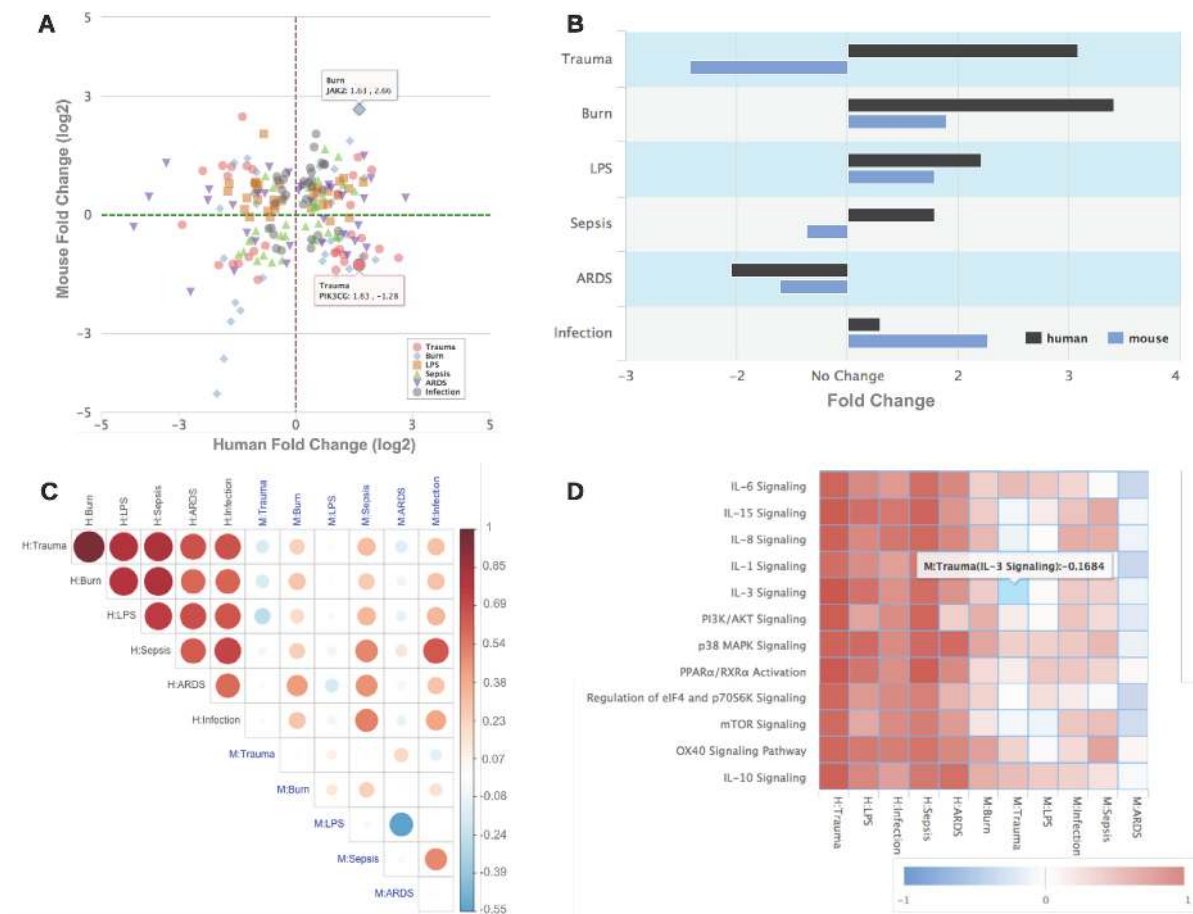 A
5
3
0
-3
-5
Mouse Fold Change (log2)
Burn
JAK2: 1.63 , 2.66
Trauma
PIK3CG: 1.63 , -1.28
Trauma
Burn
LPS
Sepsis
ARDS
Infection
-5
-3
0
3
5
Human Fold Change (log2)
B
Trauma
Burn
LPS
Sepsis
ARDS
Infection
human
mouse
-3
-2
No Change
2
3
4
Fold Change
C
H:Burn
H:LPS
H:Sepsis
H:ARDS
H:Infection
M:Trauma
M:Burn
M:LPS
M:Sepsis
M:ARDS
M:Infection
H:Trauma
H:Burn
H:LPS
H:Sepsis
H:ARDS
H:Infection
M:Trauma
M:Burn
M:LPS
M:Sepsis
M:ARDS
1
0.85
0.69
0.54
0.38
0.23
0.07
-0.08
-0.24
-0.39
-0.55
D
IL-6 Signaling
IL-15 Signaling
IL-8 Signaling
IL-1 Signaling
IL-3 Signaling
PI3K/AKT Signaling
p38 MAPK Signaling
PPARα/RXRα Activation
Regulation of eIF4 and p70S6K Signaling
mTOR Signaling
OX40 Signaling Pathway
IL-10 Signaling
M:Trauma(IL-3 Signaling):-0.1684
H:Trauma
H:LPS
H:Infection
H:Sepsis
H:ARDS
M:Burn
M:Trauma
M:LPS
M:Infection
M:Sepsis
M:ARDS
-1
0
1